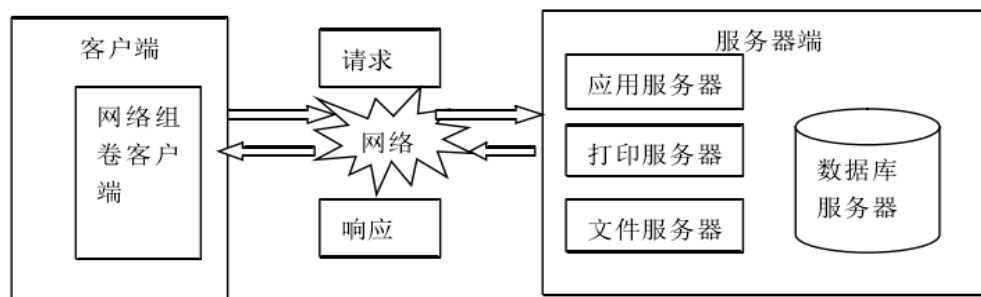 客户端
网络组
卷客户
端
请求
网络
响应
服务器端
应用服务器
打印服务器
文件服务器
数据库
服务器